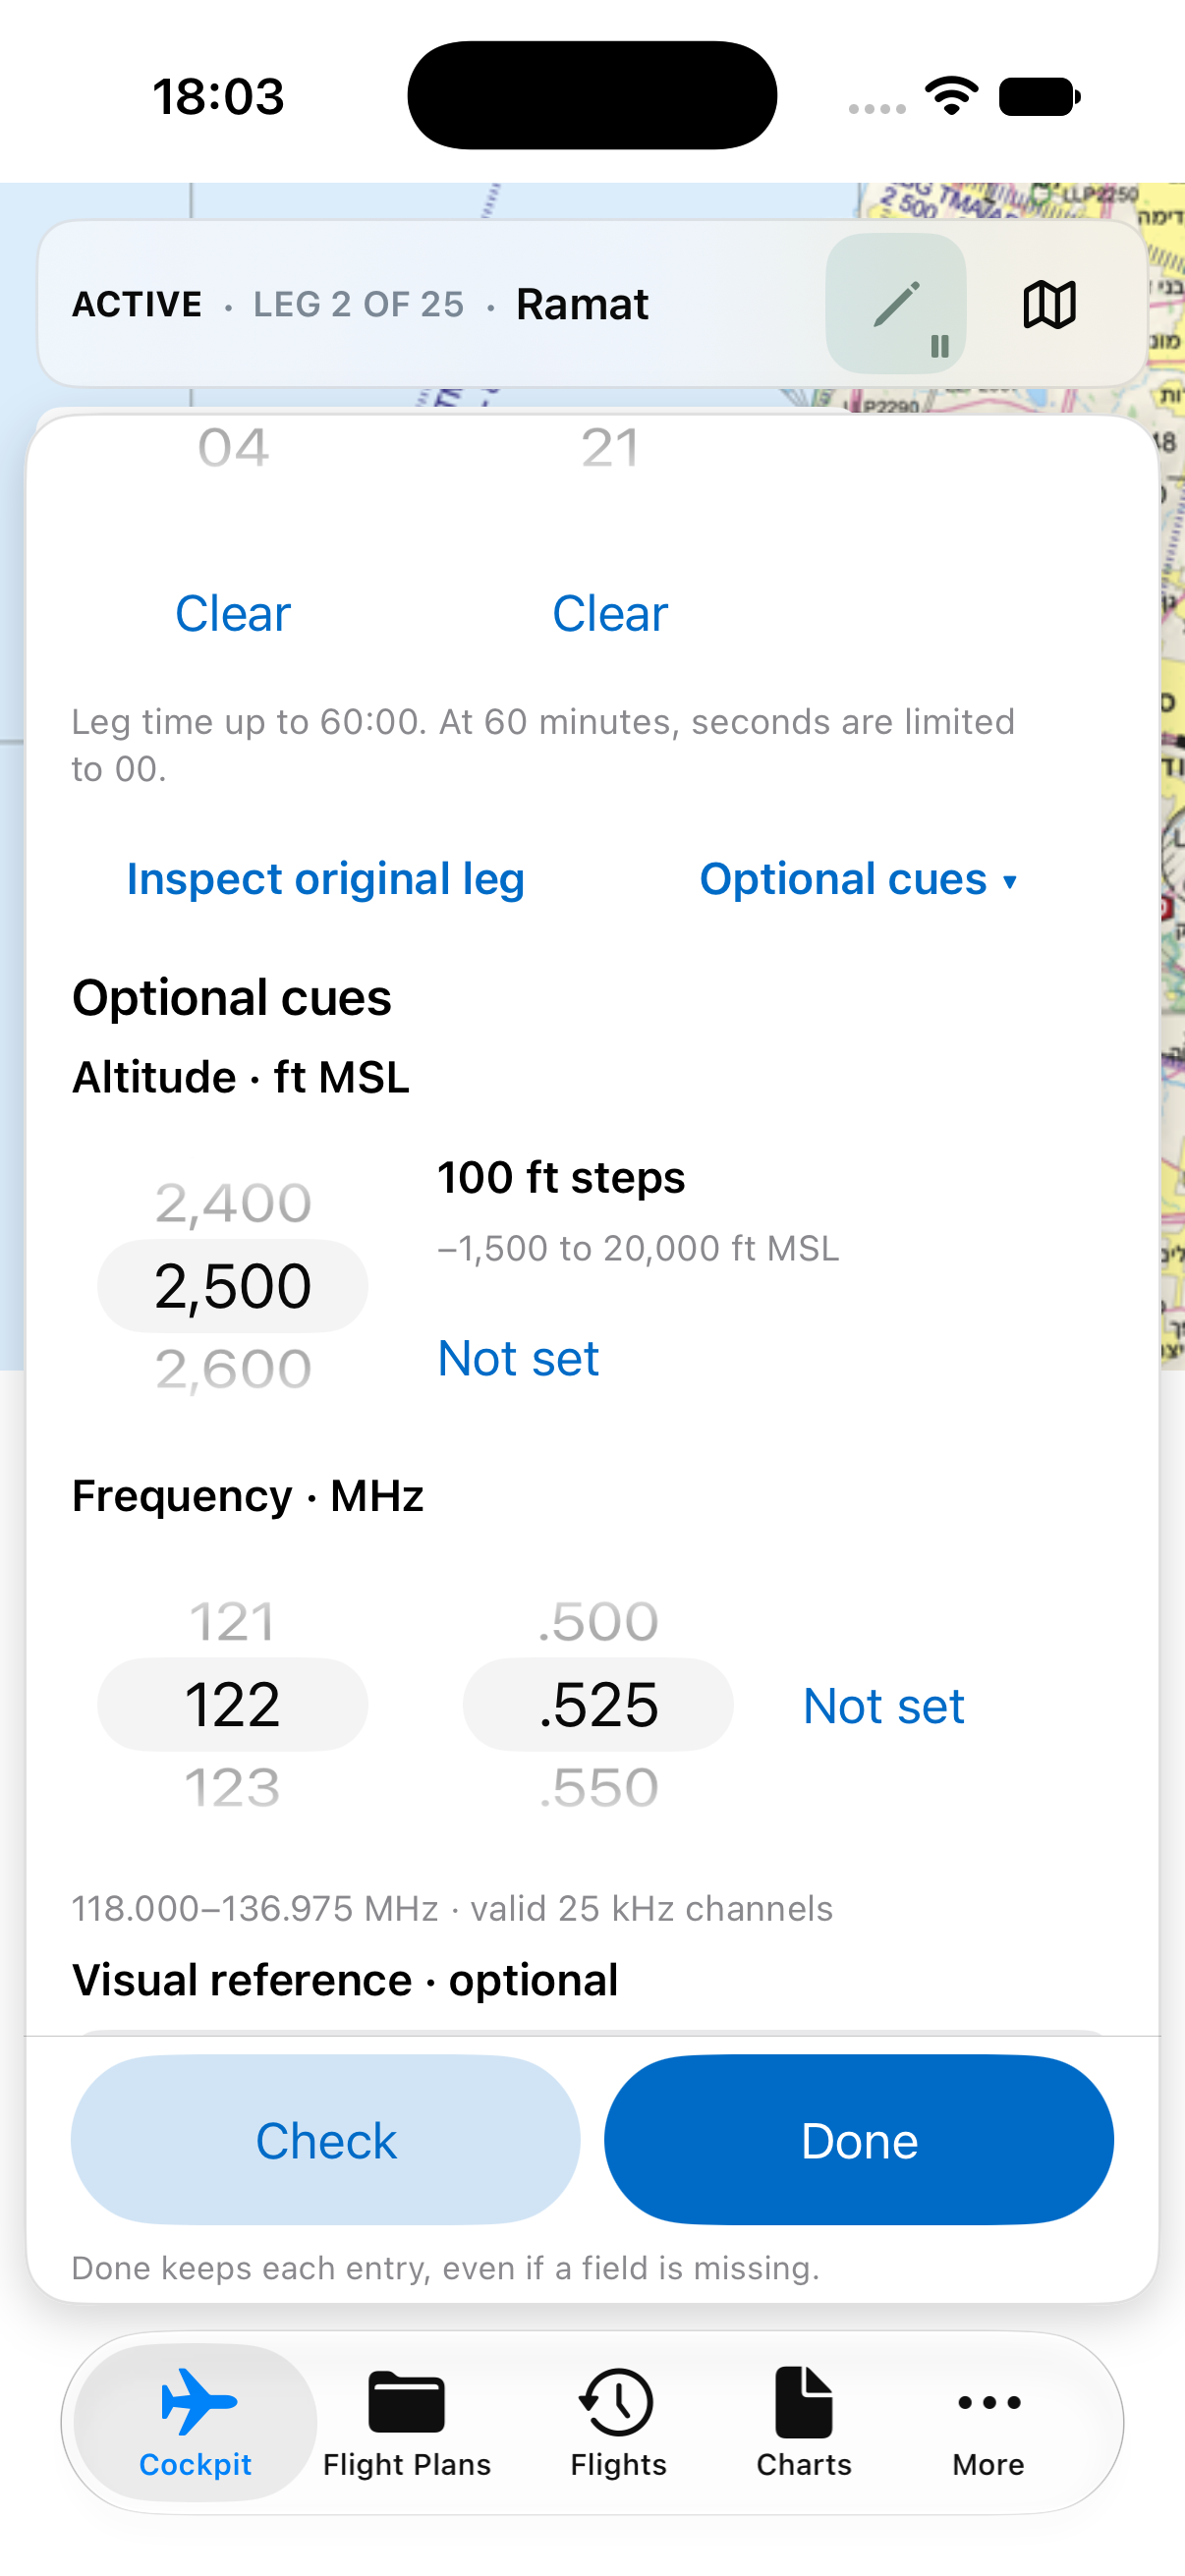 18:03
2 500
LLP2250
ACTIVE · LEG 2 OF 25 · Ramat
LLP2290
04 21
Clear Clear
Leg time up to 60:00. At 60 minutes, seconds are limited
to 00.
Inspect original leg Optional cues ▾
Optional cues
Altitude · ft MSL
2,400
2,500
2,600
100 ft steps
–1,500 to 20,000 ft MSL
Not set
Frequency · MHz
121 .500
122 .525 Not set
123 .550
118.000–136.975 MHz · valid 25 kHz channels
Visual reference · optional
Check Done
Done keeps each entry, even if a field is missing.
Cockpit Flight Plans Flights Charts More